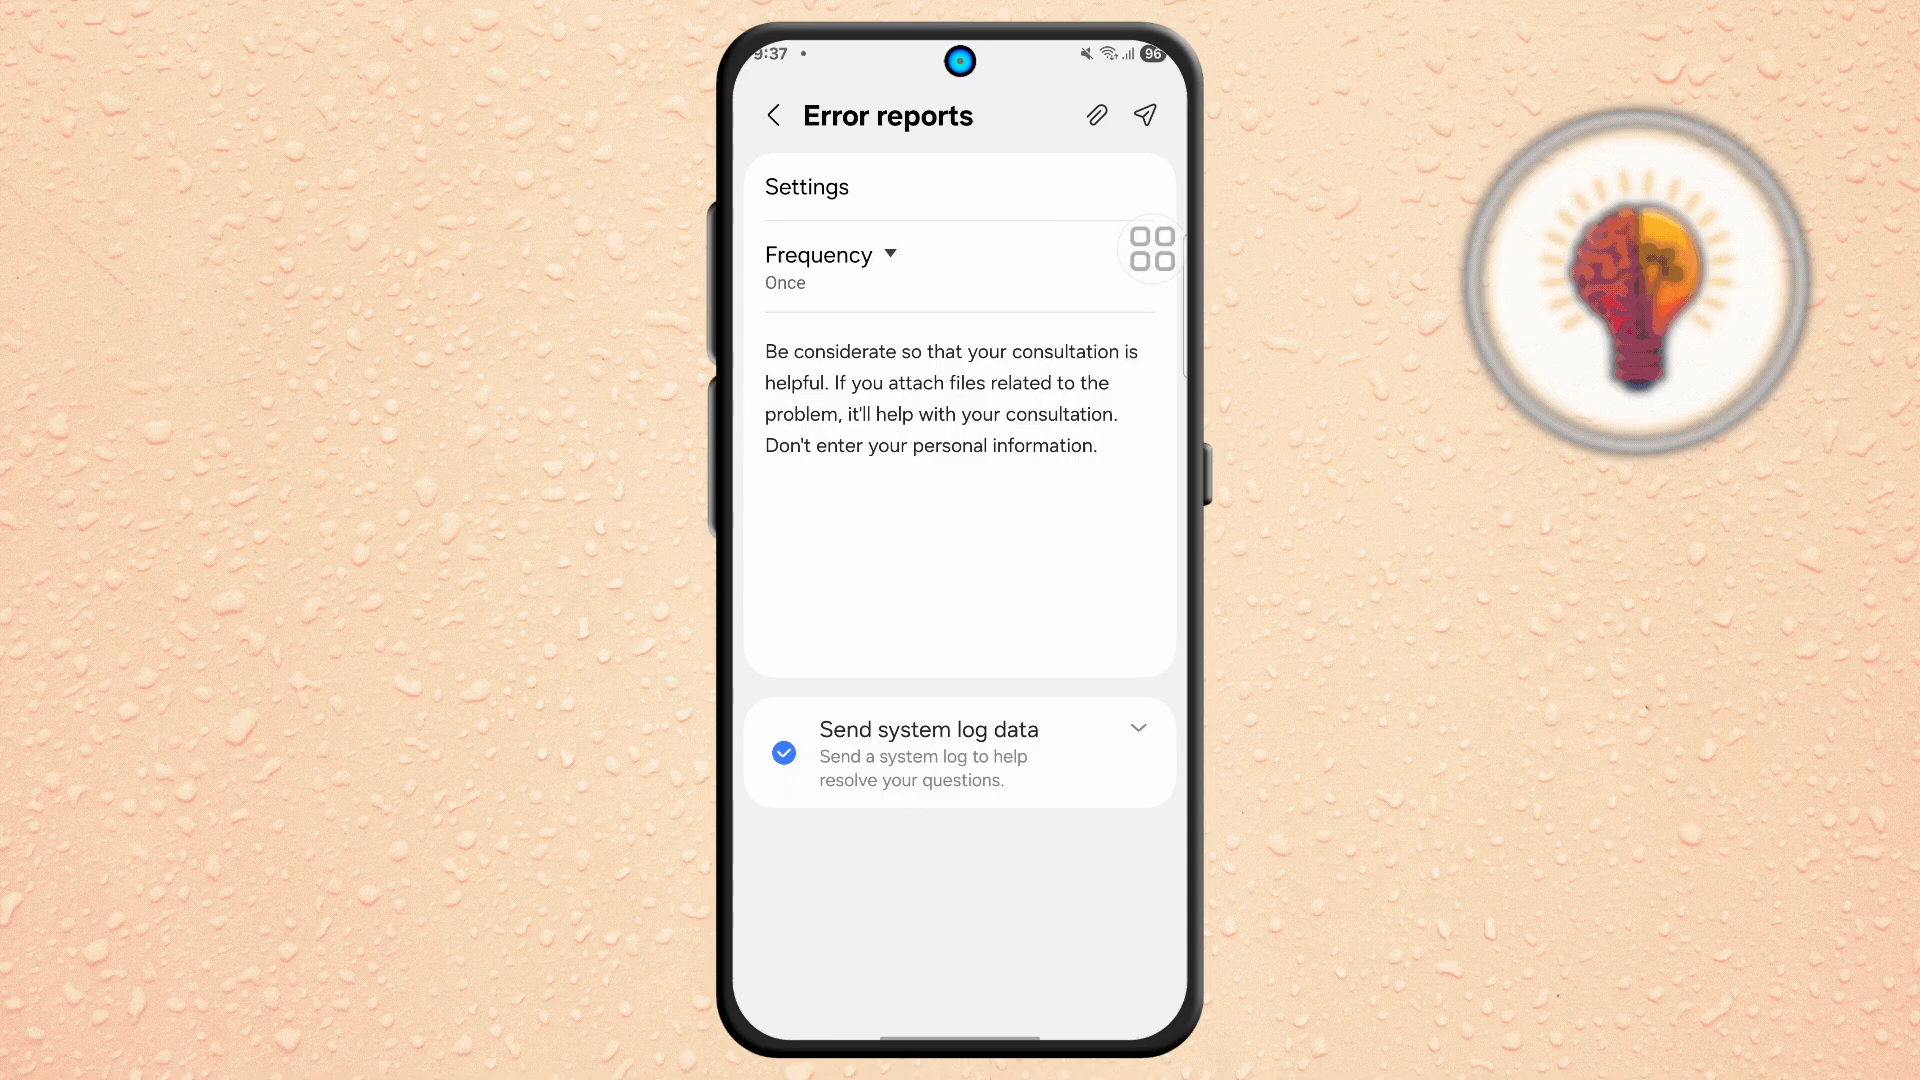 9:37
96
Error reports
Settings
Frequency
Once
Be considerate so that your consultation is
helpful. If you attach files related to the
problem, it'll help with your consultation.
Don't enter your personal information.
Send system log data
Send a system log to help
resolve your questions.